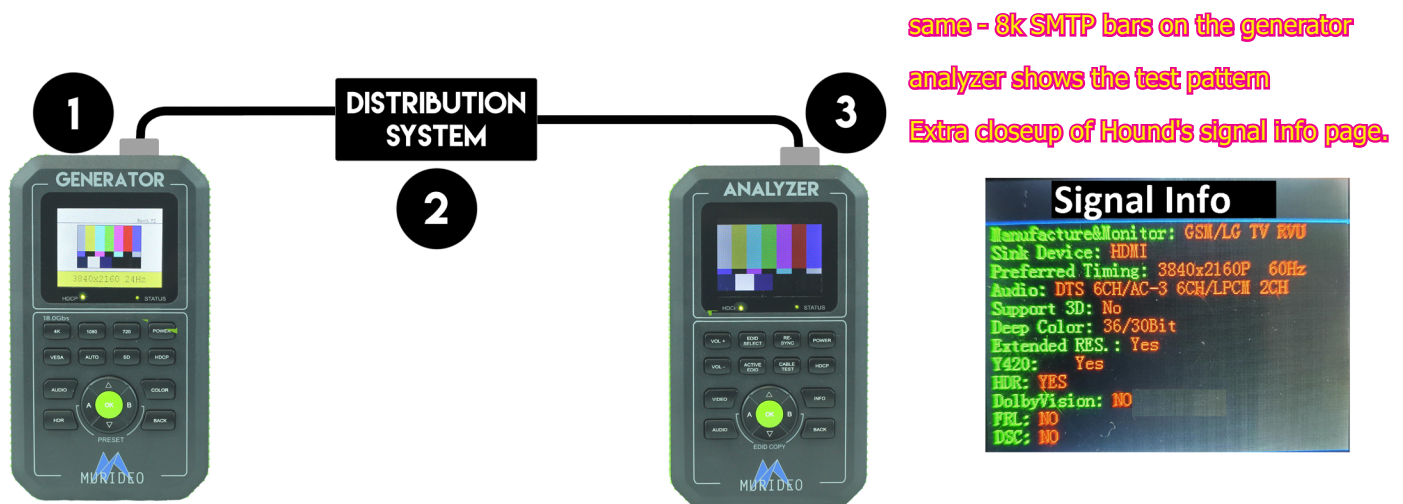 same - 8k SMTP bars on the generator
analyzer shows the test pattern
Extra closeup of Hound's signal info page.
1
DISTRIBUTION
SYSTEM
2
3
GENERATOR
3840x2160 24Hz
HDCP
STATUS
18.0Gbs
4K
1080
720
POWER
VESA
AUTO
ED
HDCP
AUDIO
COLOR
A
OK
B
HDR
BACK
PRESET
MURIDEO
ANALYZER
HDCP
STATUS
VOL +
EDID SELECT
RE-SYNC
POWER
VOL -
ACTIVE EDID
CABLE TEST
HDCP
VIDEO
INFO
A
OK
B
AUDIO
BACK
EDID COPY
MURIDEO
Signal Info
Manufacture&Monitor: GSM/LG TV RVU
Sink Device: HDMI
Preferred Timing: 3840x2160P 60Hz
Audio: DTS 6CH/AC-3 6CH/LPCM 2CH
Support 3D: No
Deep Color: 36/30Bit
Extended RES.: Yes
Y420: Yes
HDR: YES
DolbyVision: NO
FRL: NO
DSC: NO